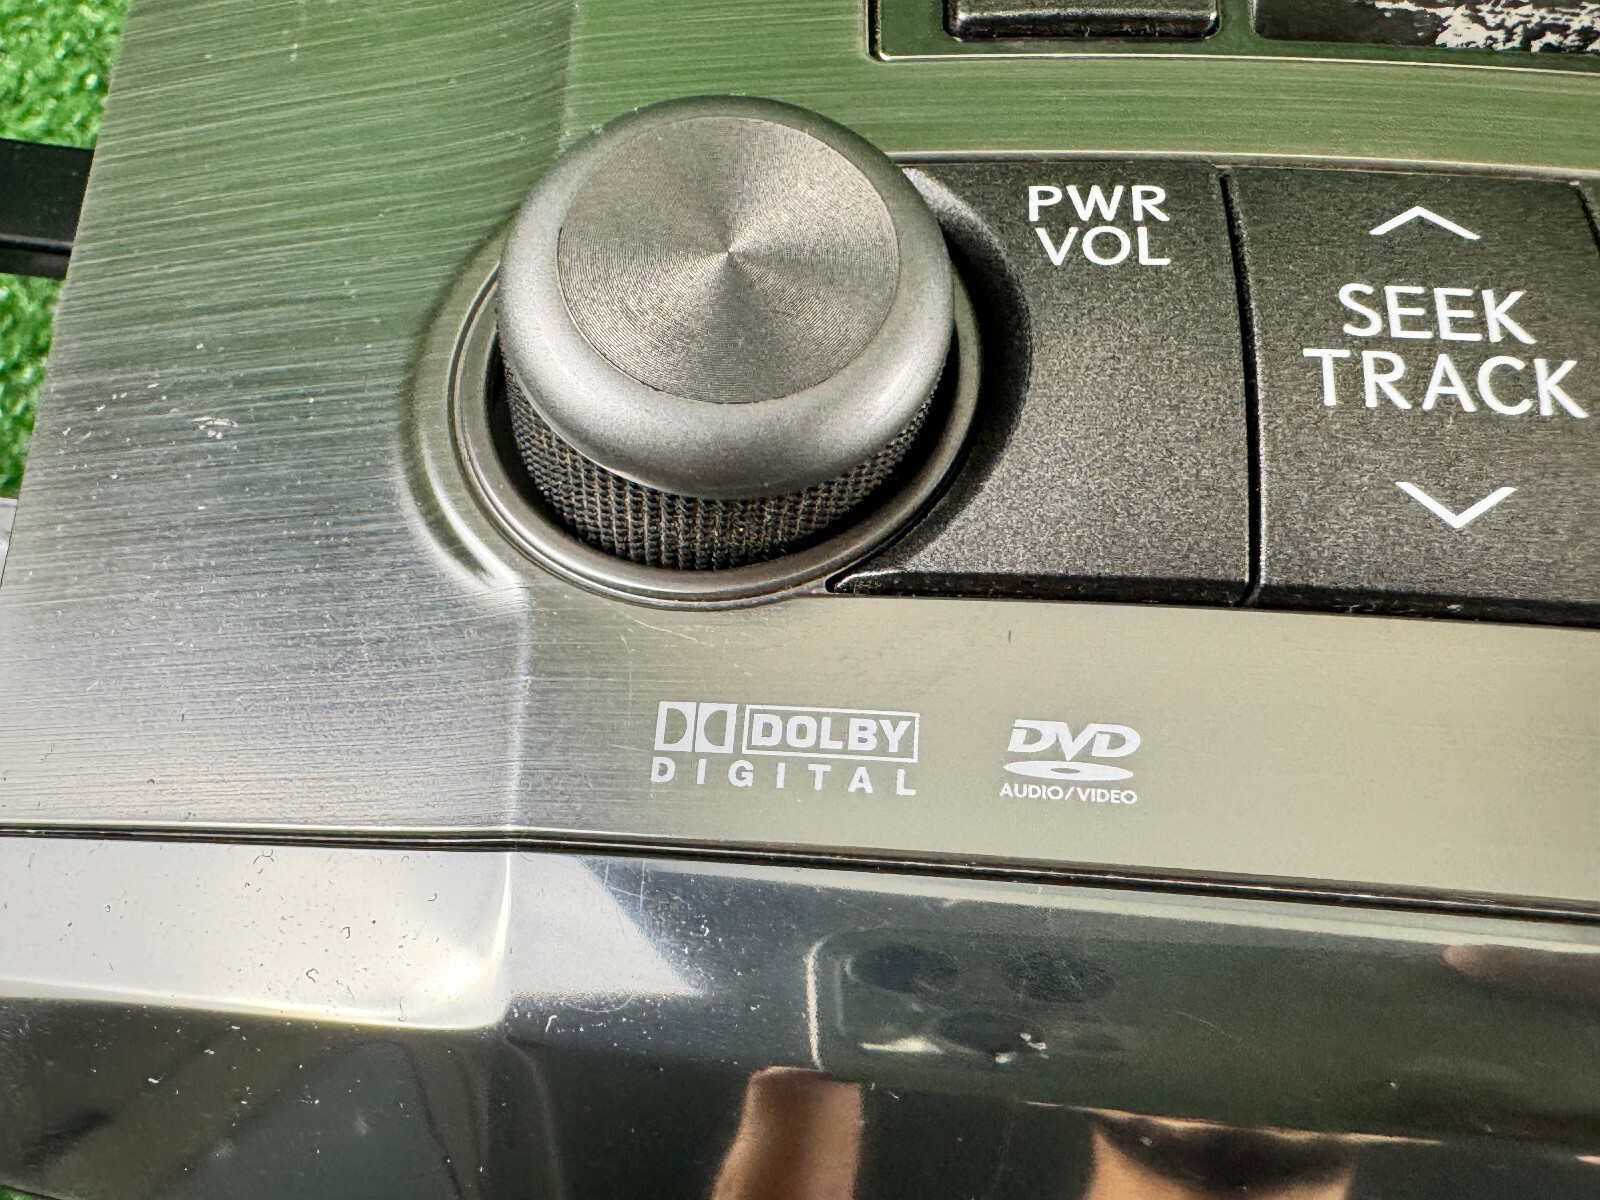 PWR
VOL
SEEK
TRACK
DOLBY
DIGITAL
DVD
AUDIO/VIDEO